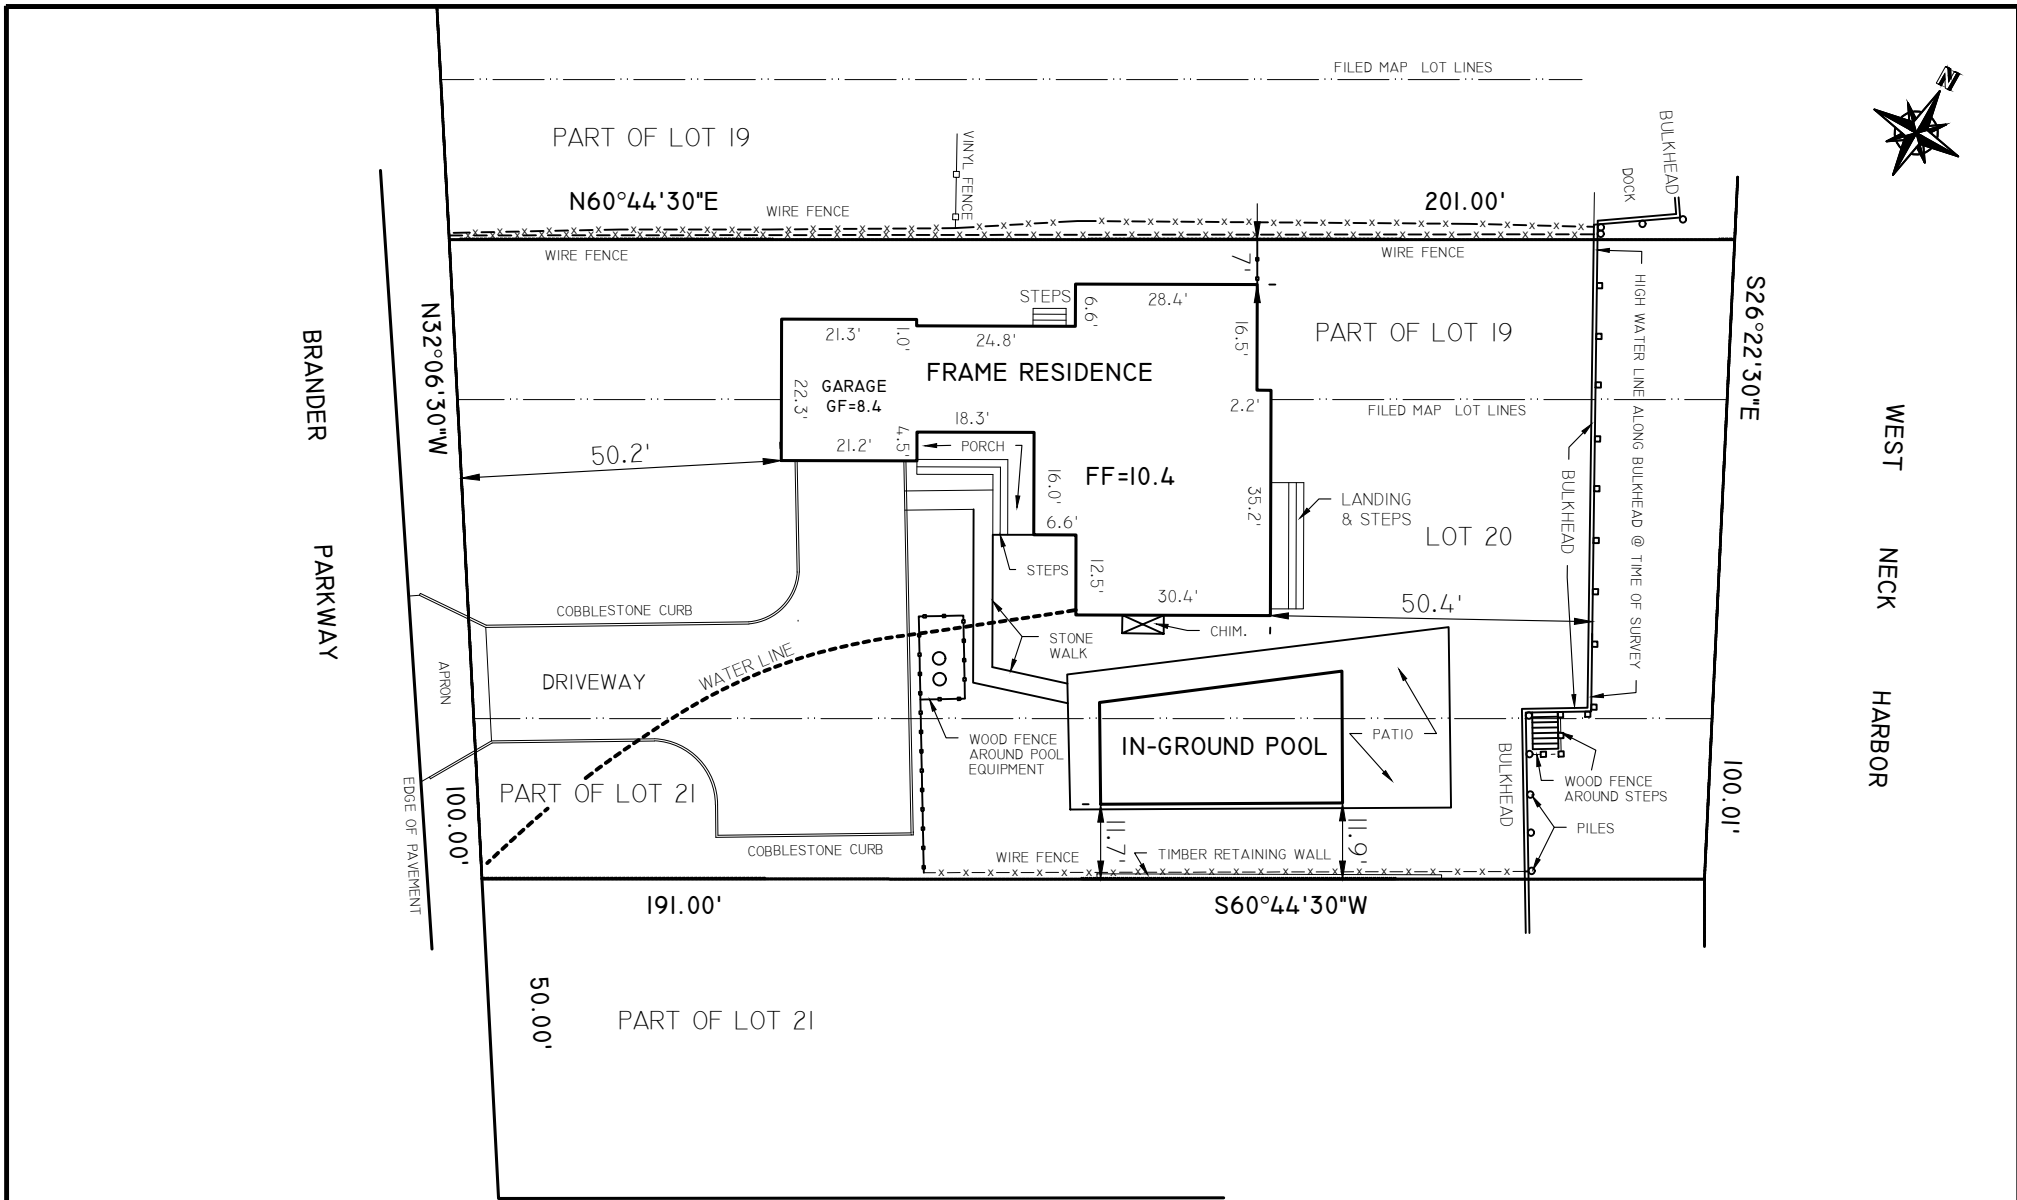 FILED MAP LOT LINES
N
PART OF LOT 19
VINYL FENCE
BULKHEAD
DOCK
N60°44'30"E
WIRE FENCE
201.00'
WIRE FENCE
WIRE FENCE
7'
STEPS
6.6'
28.4'
HIGH WATER LINE ALONG BULKHEAD @ TIME OF SURVEY
S26°22'30"E
N32°06'30"W
BRANDER
PARKWAY
21.3'
1.0'
24.8'
16.5'
PART OF LOT 19
FRAME RESIDENCE
GARAGE
GF=8.4
22.3'
2.2'
FILED MAP LOT LINES
WEST
NECK
HARBOR
18.3'
21.2'
4.5'
PORCH
50.2'
FF=10.4
16.0'
35.2'
LANDING
& STEPS
BULKHEAD
6.6'
LOT 20
STEPS
12.5'
30.4'
50.4'
COBBLESTONE CURB
CHIM.
STONE
WALK
WATER LINE
APRON
DRIVEWAY
WOOD FENCE
AROUND POOL
EQUIPMENT
IN-GROUND POOL
PATIO
BULKHEAD
WOOD FENCE
AROUND STEPS
100.01'
EDGE OF PAVEMENT
100.00'
PART OF LOT 21
PILES
COBBLESTONE CURB
WIRE FENCE
11.7'
TIMBER RETAINING WALL
11.9'
191.00'
S60°44'30"W
50.00'
PART OF LOT 21